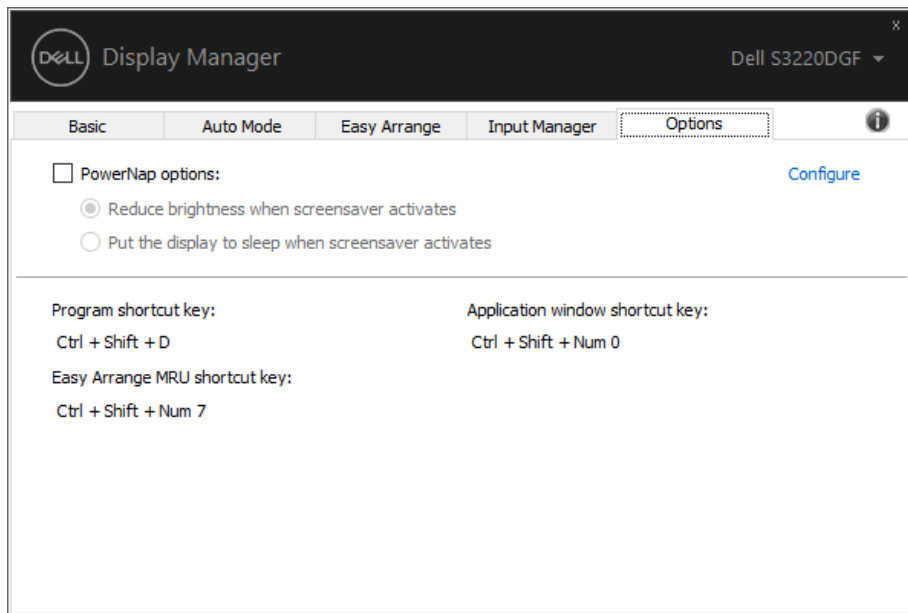 x
DELL
Display Manager
Dell S3220DGF
Basic
Auto Mode
Easy Arrange
Input Manager
Options
PowerNap options:
Configure
Reduce brightness when screensaver activates
Put the display to sleep when screensaver activates
Program shortcut key:
Application window shortcut key:
Ctrl + Shift + D
Ctrl + Shift + Num 0
Easy Arrange MRU shortcut key:
Ctrl + Shift + Num 7